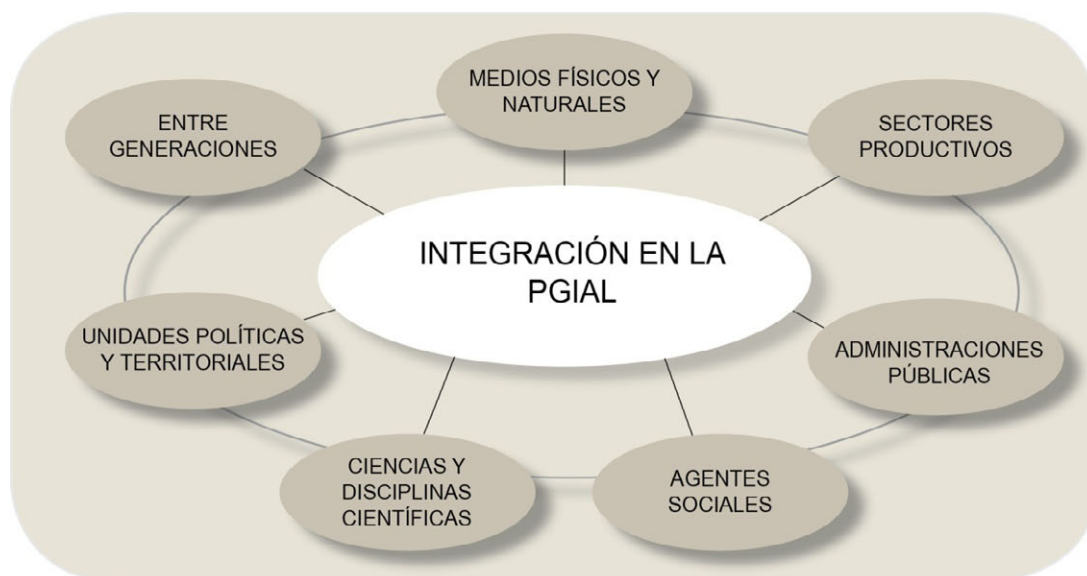 MEDIOS FÍSICOS Y
NATURALES
ENTRE
GENERACIONES
SECTORES
PRODUCTIVOS
INTEGRACIÓN EN LA
PGIAL
UNIDADES POLÍTICAS
Y TERRITORIALES
ADMINISTRACIONES
PÚBLICAS
CIENCIAS Y
DISCIPLINAS
CIENTÍFICAS
AGENTES
SOCIALES